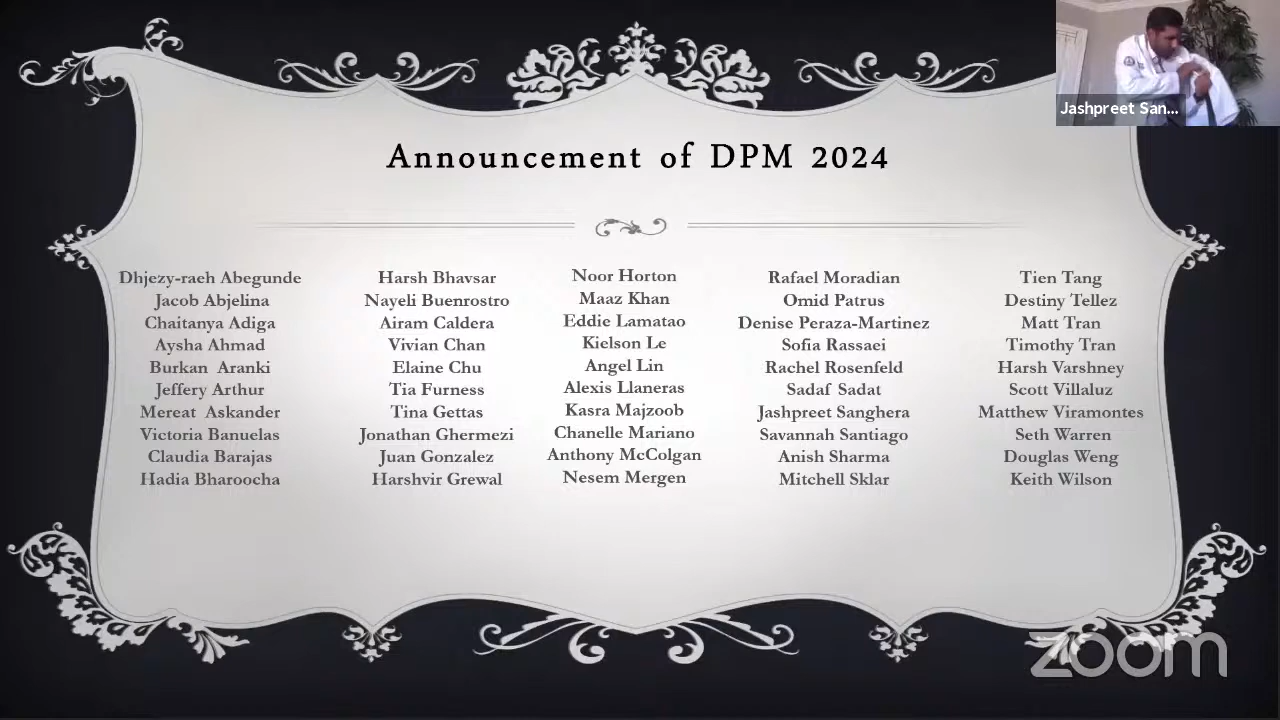 Jashpreet San...
Announcement of DPM 2024
Dhjezy-raeh Abegunde
Jacob Abjelina
Chaitanya Adiga
Aysha Ahmad
Burkan Aranki
Jeffery Arthur
Mereat Askander
Victoria Banuelas
Claudia Barajas
Hadia Bharoocha
Harsh Bhavsar
Nayeli Buenrostro
Airam Caldera
Vivian Chan
Elaine Chu
Tia Furness
Tina Gettas
Jonathan Ghermezi
Juan Gonzalez
Harshvir Grewal
Noor Horton
Maaz Khan
Eddie Lamatao
Kielson Le
Angel Lin
Alexis Llaneras
Kasra Majzoob
Chanelle Mariano
Anthony McColgan
Nesem Mergen
Rafael Moradian
Omid Patrus
Denise Peraza-Martinez
Sofia Rassaei
Rachel Rosenfeld
Sadaf Sadat
Jashpreet Sanghera
Savannah Santiago
Anish Sharma
Mitchell Sklar
Tien Tang
Destiny Tellez
Matt Tran
Timothy Tran
Harsh Varshney
Scott Villaluz
Matthew Viramontes
Seth Warren
Douglas Weng
Keith Wilson
zoom